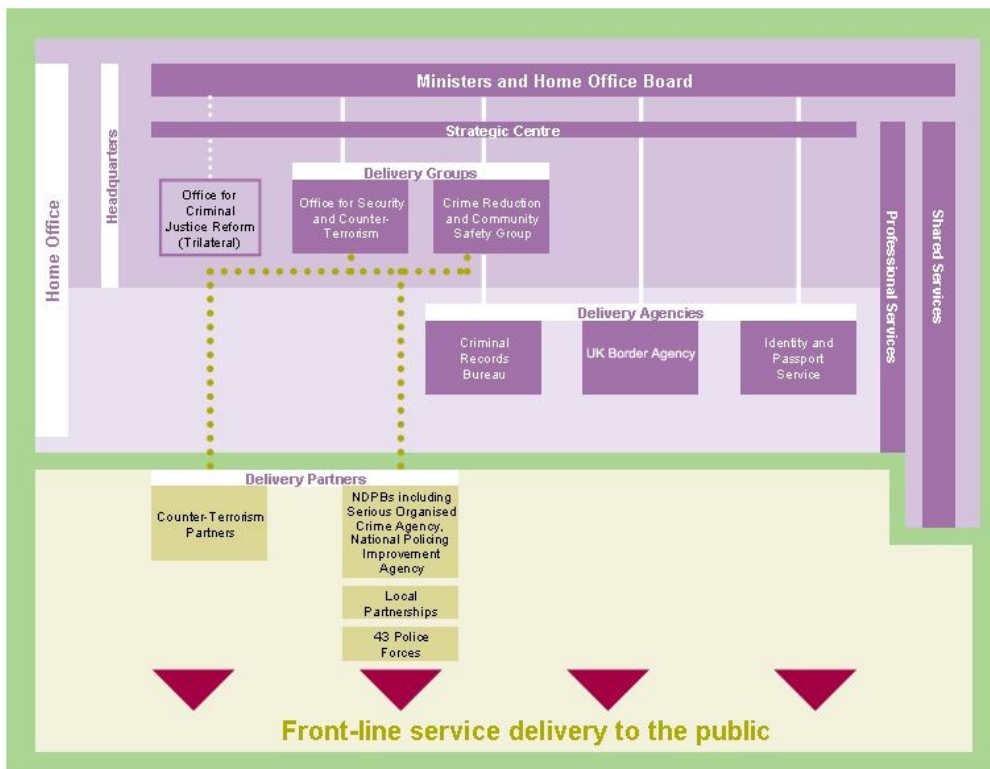 Ministers and Home Office Board
Strategic Centre
Home Office
Headquarters
Professional Services
Shared Services
Delivery Groups
Office for
Criminal
Justice Reform
(Trilateral)
Office for Security
and Counter-
Terrorism
Crime Reduction
and Community
Safety Group
Delivery Agencies
Criminal
Records
Bureau
UK Border Agency
Identity and
Passport
Service
Delivery Partners
Counter-Terrorism
Partners
NDPBs including
Serious Organised
Crime Agency,
National Policing
Improvement
Agency
Local
Partnerships
43 Police
Forces
Front-line service delivery to the public